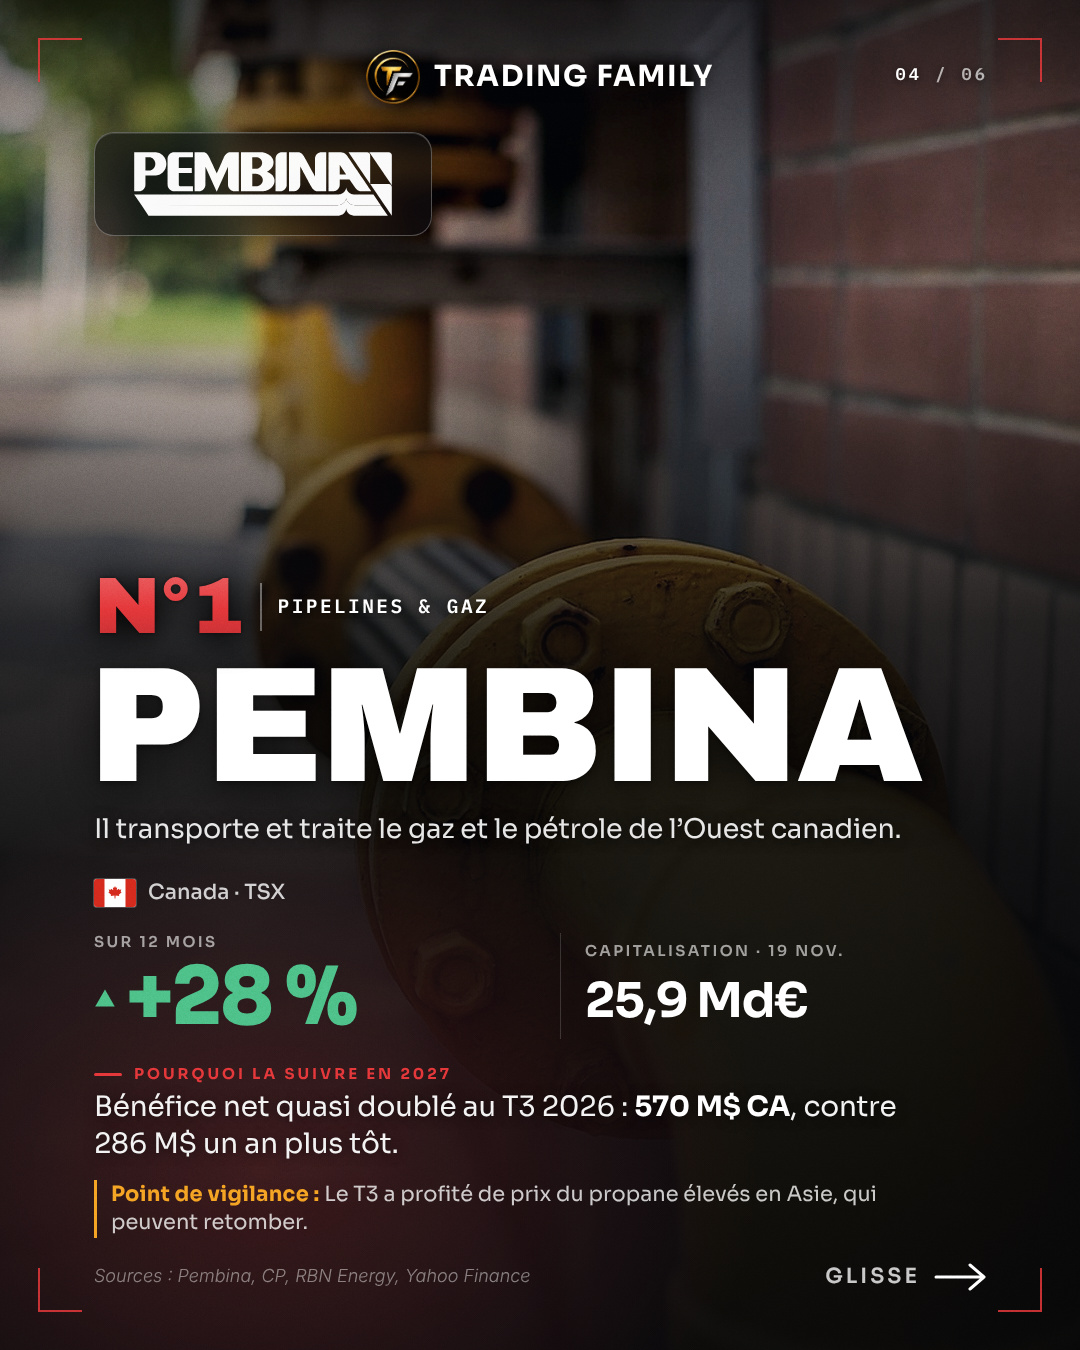 TF TRADING FAMILY
04 / 06
PEMBINA
N°1
PIPELINES & GAZ
PEMBINA
Il transporte et traite le gaz et le pétrole de l’Ouest canadien.
Canada · TSX
SUR 12 MOIS
▲ +28 %
CAPITALISATION · 19 NOV.
25,9 Md€
POURQUOI LA SUIVRE EN 2027
Bénéfice net quasi doublé au T3 2026 : 570 M$ CA, contre
286 M$ un an plus tôt.
Point de vigilance : Le T3 a profité de prix du propane élevés en Asie, qui
peuvent retomber.
Sources : Pembina, CP, RBN Energy, Yahoo Finance
GLISSE →